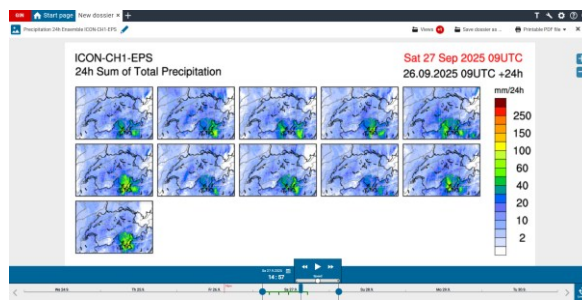 GIN Start page New dossier × +
Precipitation 24h Ensemble ICON-CH1-EPS
Views
Save dossier as ...
Printable PDF file
ICON-CH1-EPS
Sat 27 Sep 2025 09UTC
24h Sum of Total Precipitation
26.09.2025 09UTC +24h
mm/24h
250
150
100
60
40
20
10
2
14:57